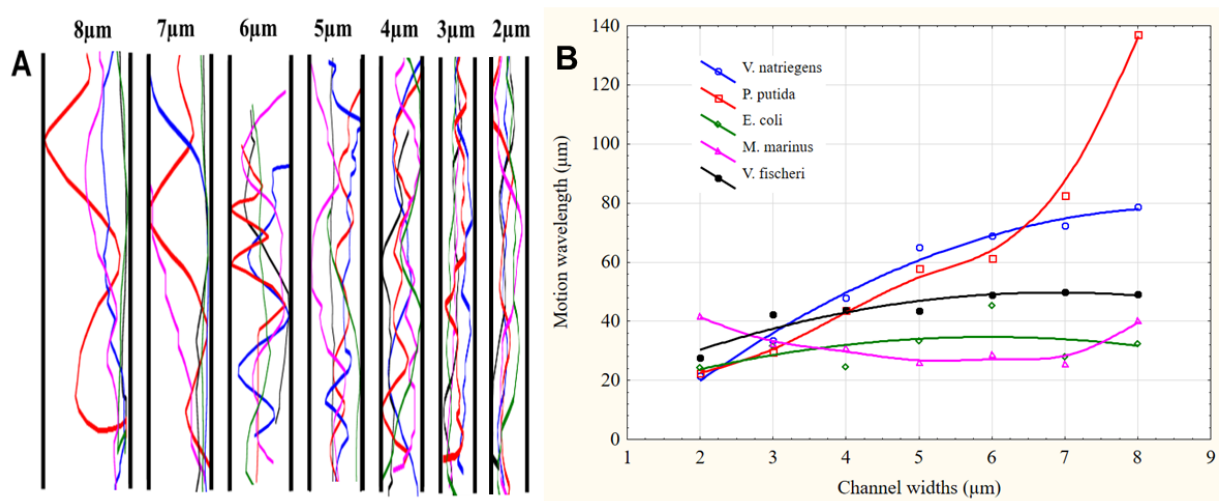 A
8µm 7µm 6µm 5µm 4µm 3µm 2µm
B
Motion wavelength (µm)
140
120
100
80
60
40
20
0
V. natriegens
P. putida
E. coli
M. marinus
V. fischeri
1 2 3 4 5 6 7 8 9
Channel widths (µm)